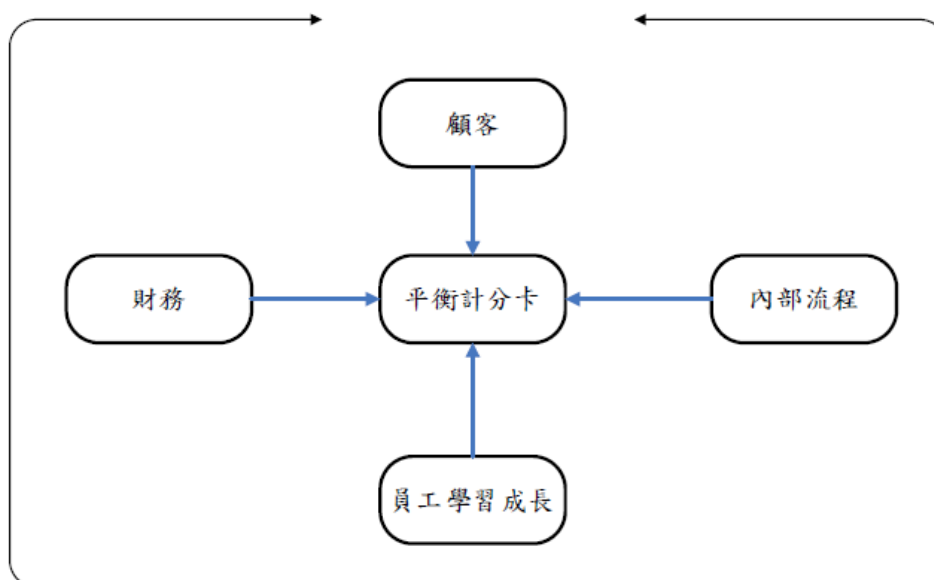 顧客
財務
平衡計分卡
內部流程
員工學習成長